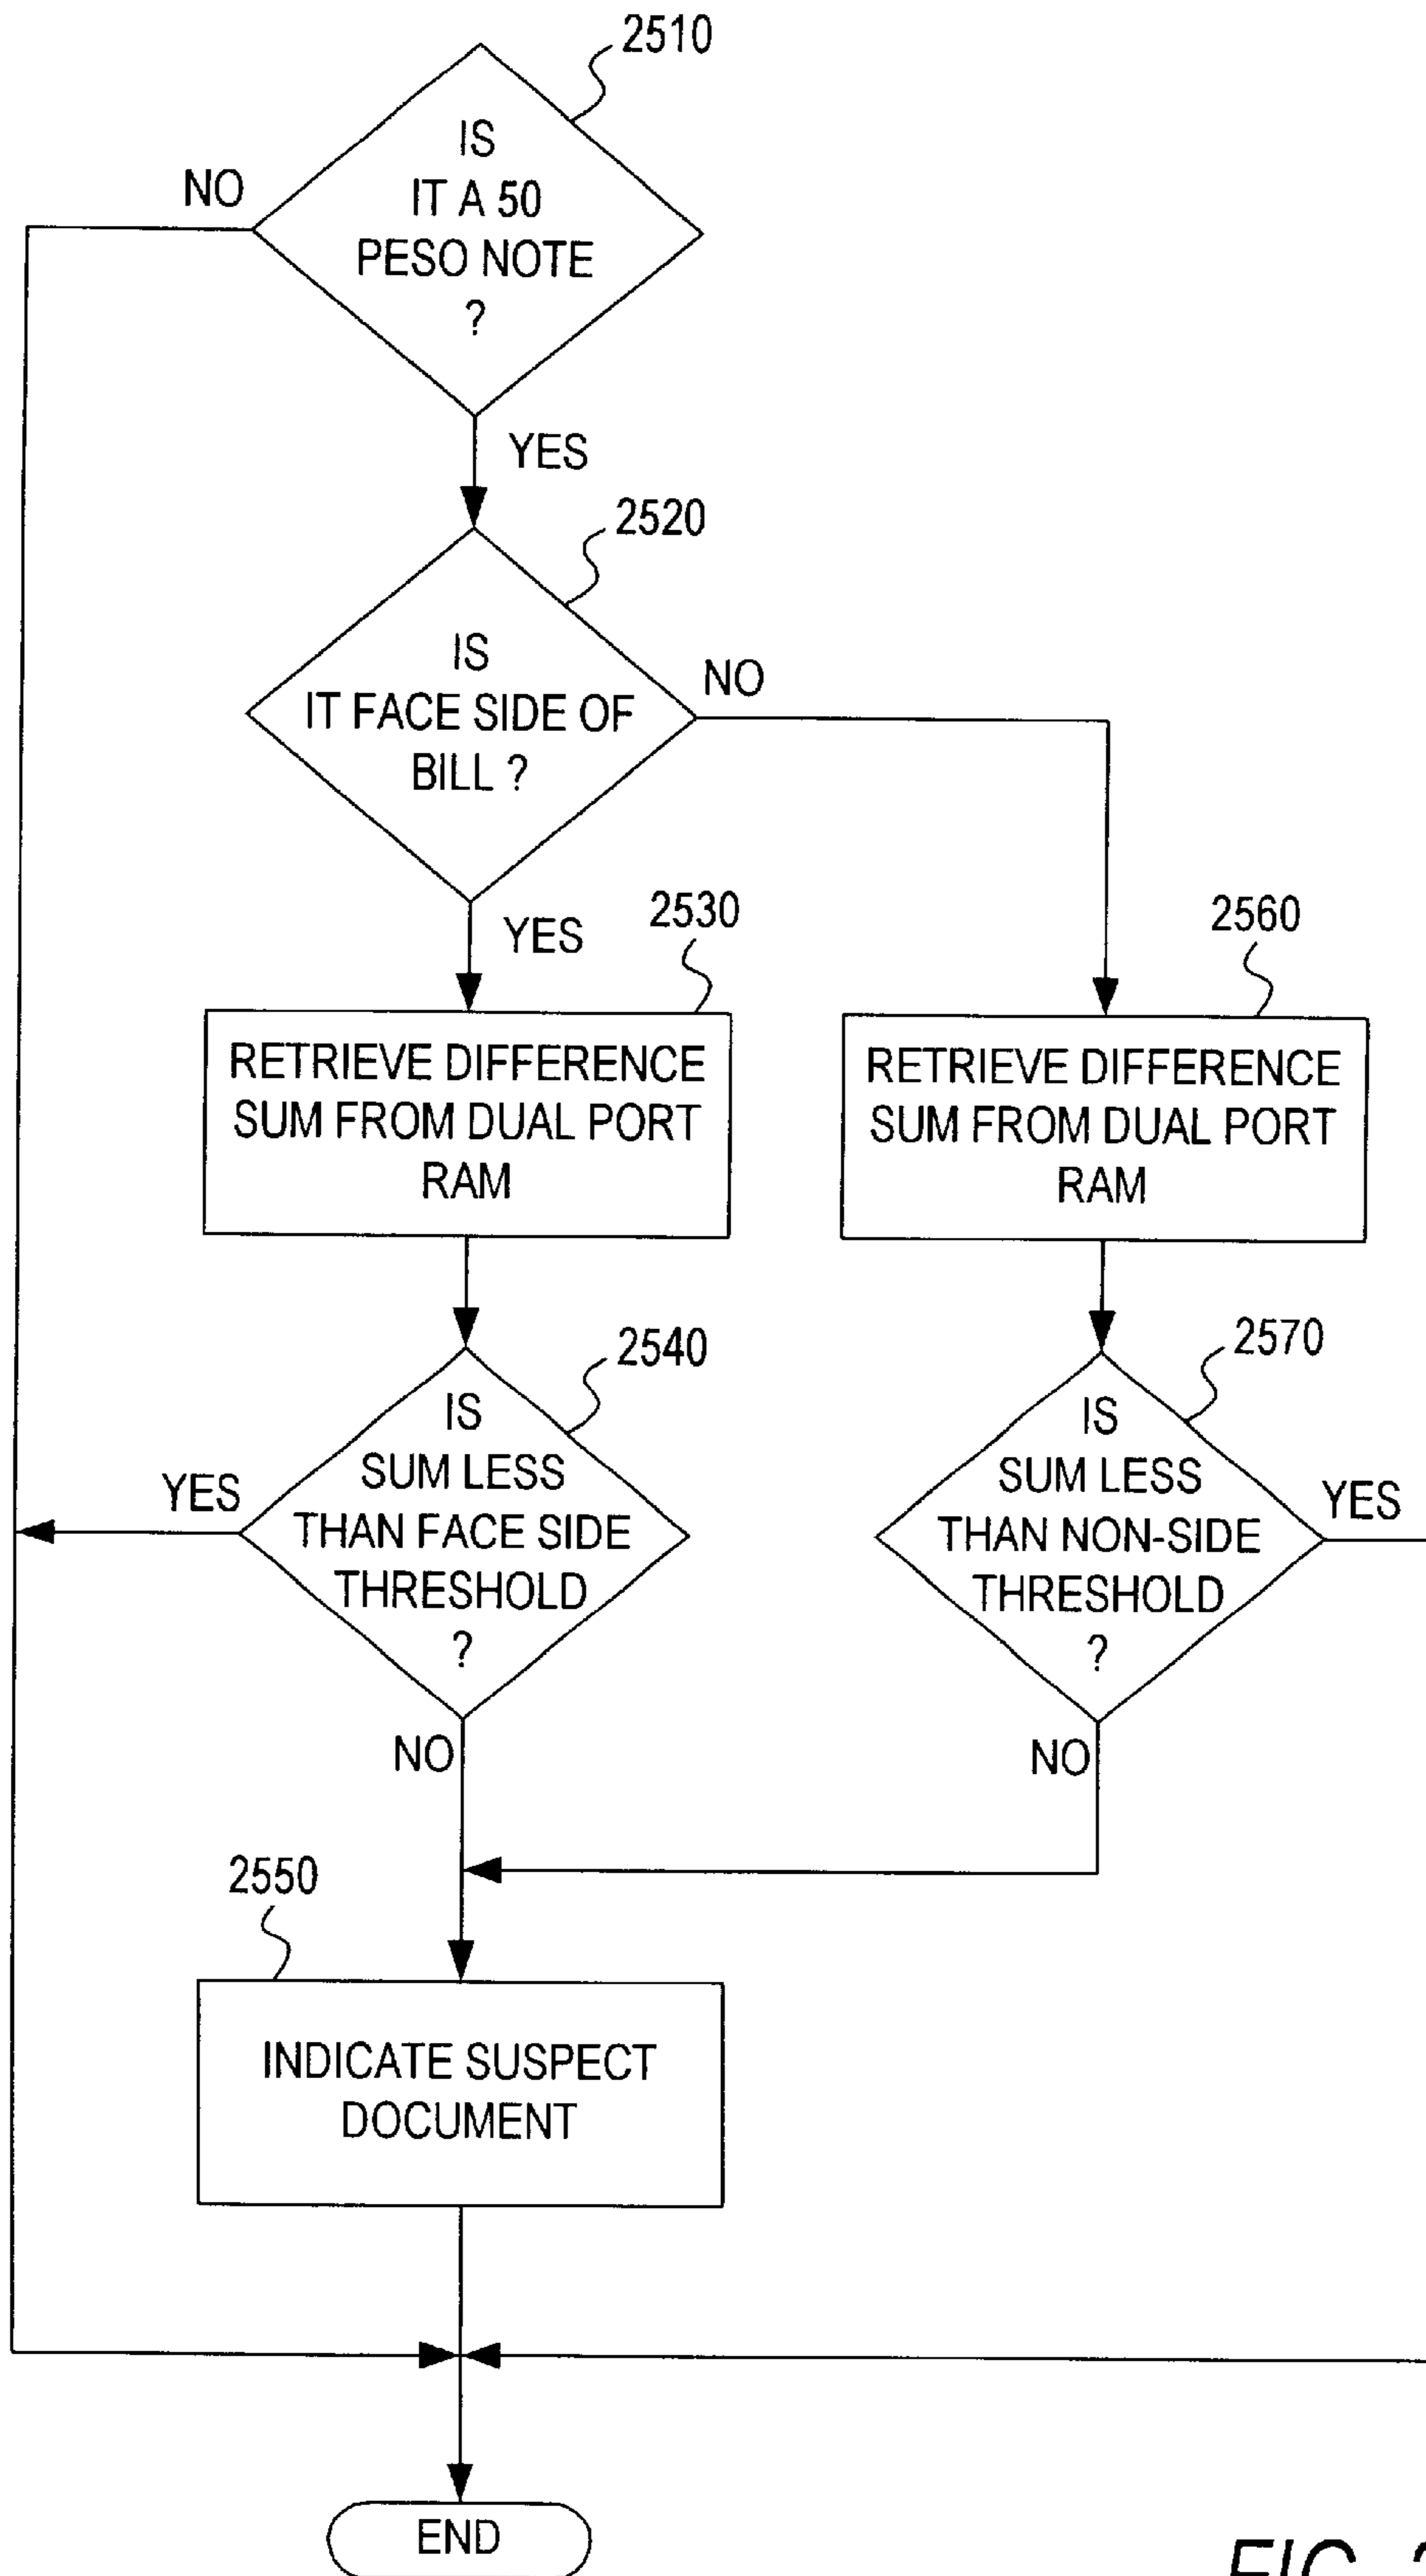 2510
IS
IT A 50
PESO NOTE
?
NO
YES
2520
IS
IT FACE SIDE OF
BILL ?
NO
YES
2530
RETRIEVE DIFFERENCE
SUM FROM DUAL PORT
RAM
2560
RETRIEVE DIFFERENCE
SUM FROM DUAL PORT
RAM
2540
IS
SUM LESS
THAN FACE SIDE
THRESHOLD
?
YES
NO
2570
IS
SUM LESS
THAN NON-SIDE
THRESHOLD
?
YES
NO
2550
INDICATE SUSPECT
DOCUMENT
END
FIG.